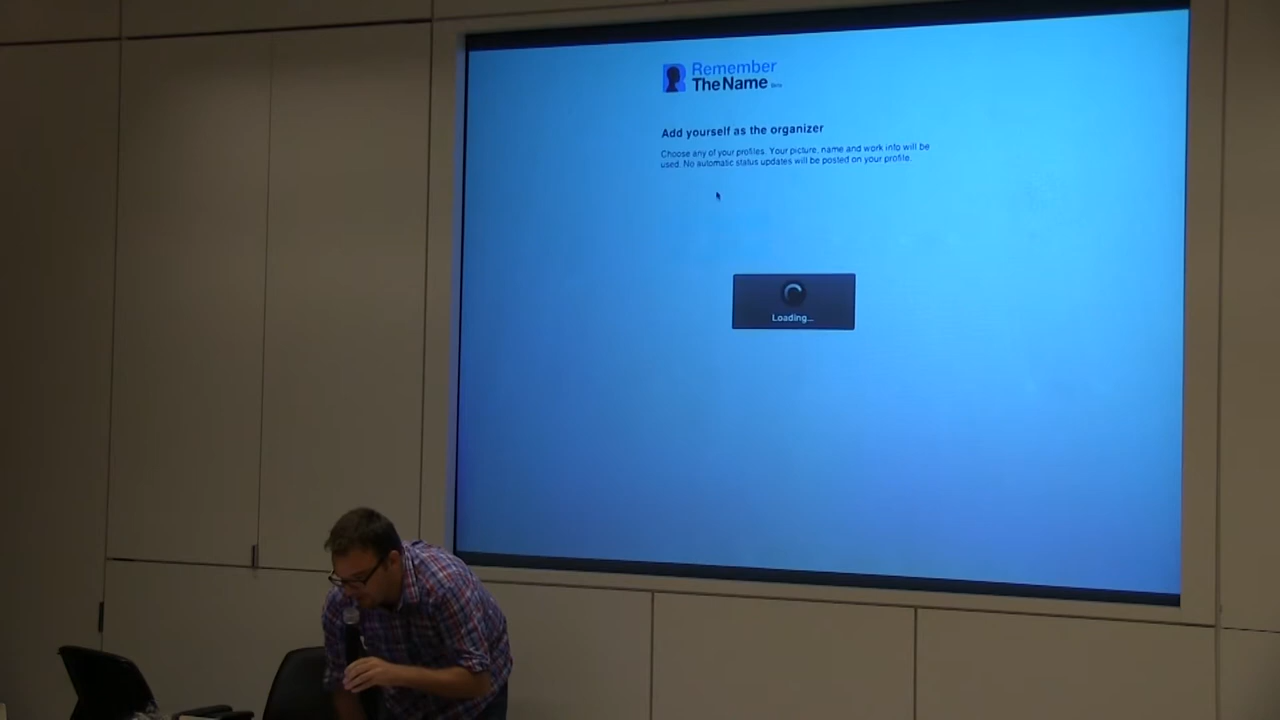 Remember
The Name Beta
Add yourself as the organizer
Choose any of your profiles. Your picture, name and work info will be
used. No automatic status updates will be posted on your profile.
Loading...